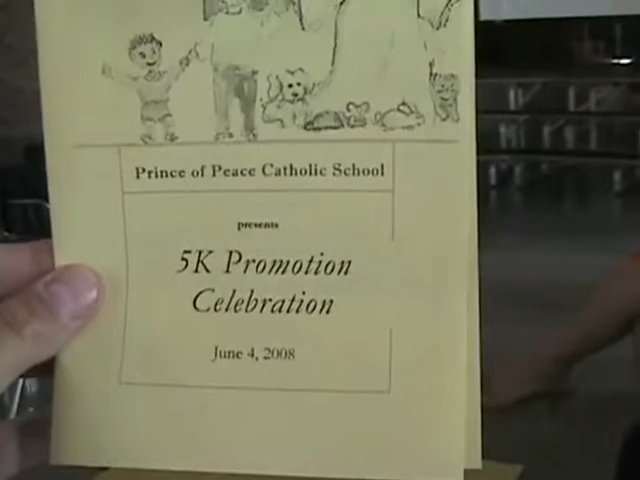 Prince of Peace Catholic School
presents
5K Promotion
Celebration
June 4, 2008